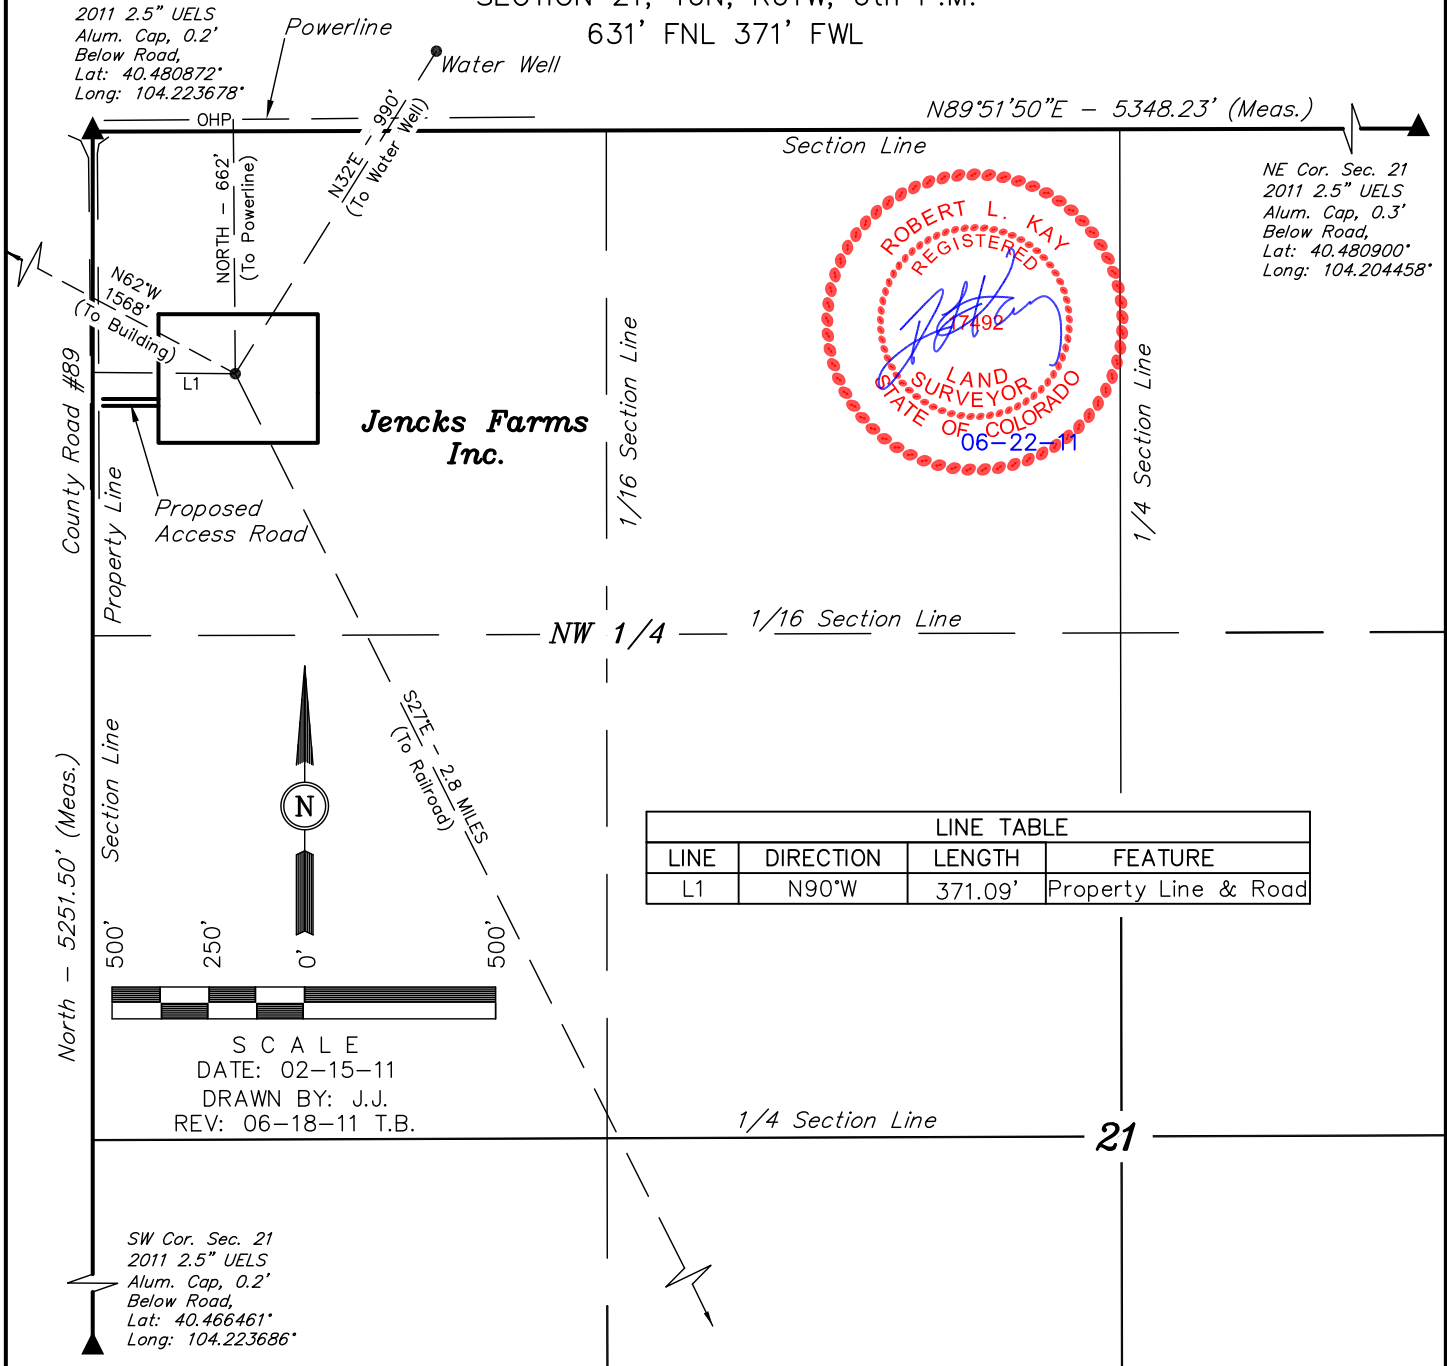 2011 2.5" UELS
Alum. Cap, 0.2'
Below Road,
Lat: 40.480872°
Long: 104.223678°
Powerline
631' FNL 371' FWL
Water Well
OHP
N89°51'50"E - 5348.23' (Meas.)
Section Line
NE Cor. Sec. 21
2011 2.5" UELS
Alum. Cap, 0.3'
Below Road,
Lat: 40.480900°
Long: 104.204458°
NORTH - 662'
(To Powerline)
N32°E - 990'
(To Water Well)
N62°W
1568'
(To Building)
L1
County Road #89
Property Line
Proposed
Access Road
Jencks Farms
Inc.
1/16 Section Line
ROBERT L. KAY
REGISTERED
17492
LAND
SURVEYOR
STATE OF COLORADO
06-22-11
1/4 Section Line
NW 1/4
1/16 Section Line
S27°E - 2.8 MILES
(To Railroad)
Section Line
North - 5251.50' (Meas.)
N
LINE TABLE
LINE DIRECTION LENGTH FEATURE
L1 N90°W 371.09' Property Line & Road
500' 250' 0' 500'
S C A L E
DATE: 02-15-11
DRAWN BY: J.J.
REV: 06-18-11 T.B.
1/4 Section Line
21
SW Cor. Sec. 21
2011 2.5" UELS
Alum. Cap, 0.2'
Below Road,
Lat: 40.466461°
Long: 104.223686°